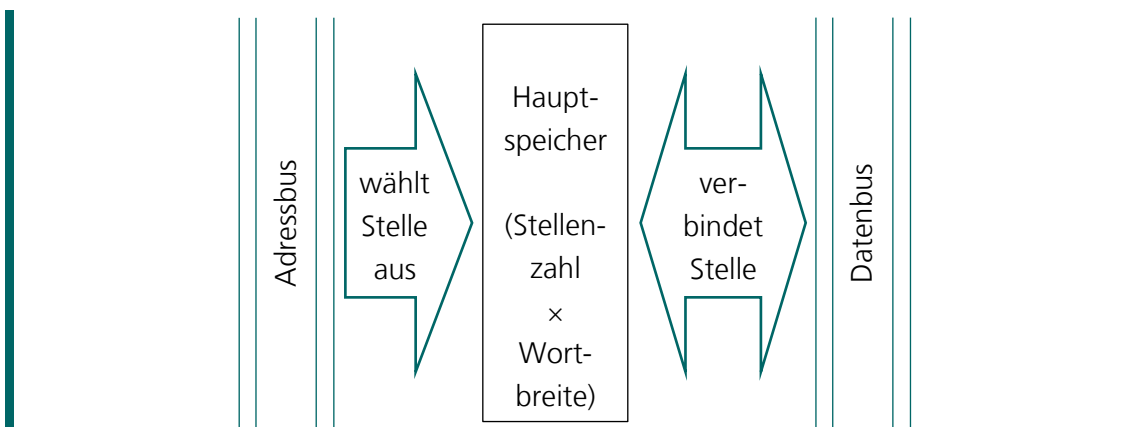 Adressbus
wählt
Stelle
aus
Haupt-
speicher
(Stellen-
zahl
×
Wort-
breite)
ver-
bindet
Stelle
Datenbus